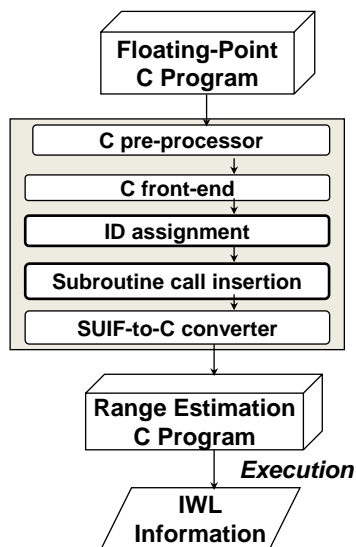 Floating-Point
C Program
C pre-processor
C front-end
ID assignment
Subroutine call insertion
SUIF-to-C converter
Range Estimation
C Program
Execution
IWL
Information